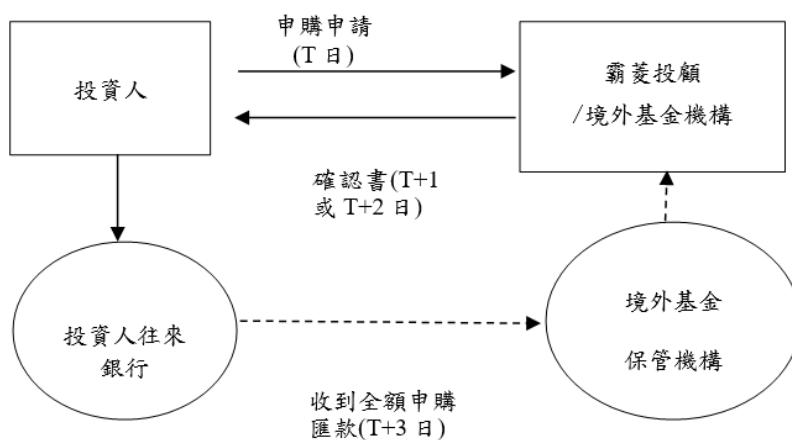 申購申請
(T 日)
投資人
霸菱投顧
/境外基金機構
確認書(T+1
或 T+2 日)
投資人往來
銀行
境外基金
保管機構
收到全額申購
匯款(T+3 日)